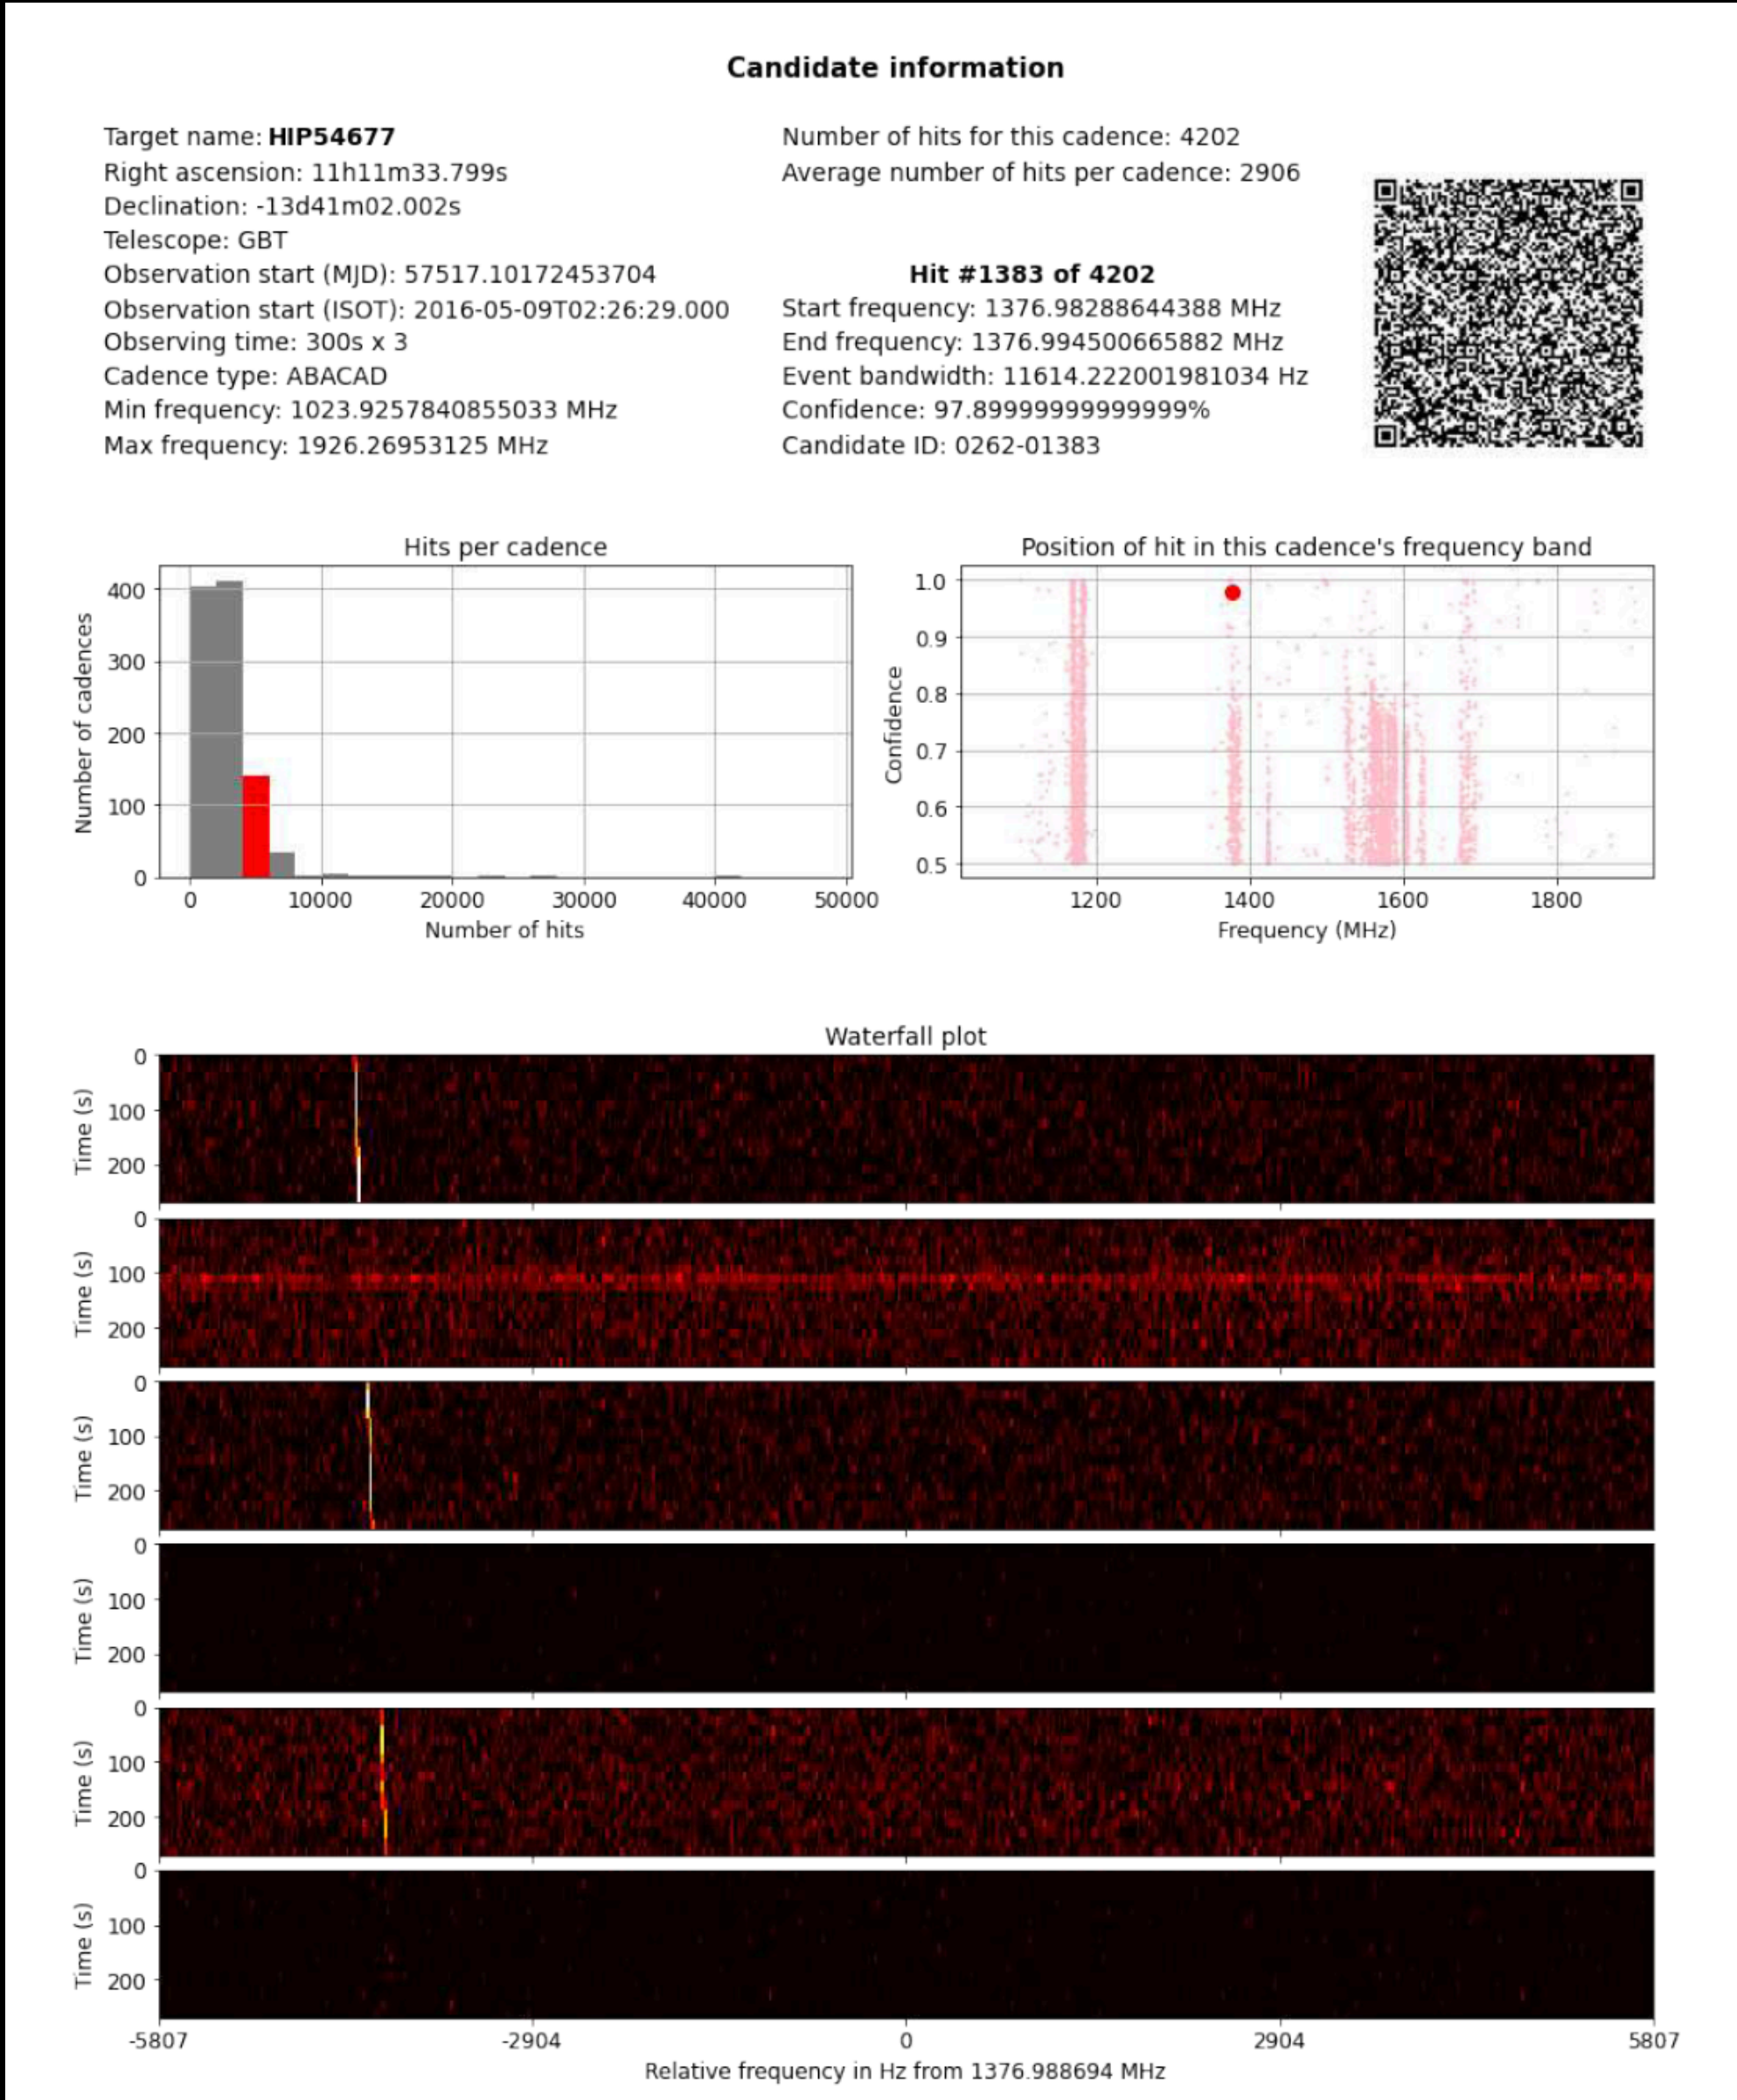 Candidate information
Target name: HIP54677
Right ascension: 11h11m33.799s
Declination: -13d41m02.002s
Telescope: GBT
Observation start (MJD): 57517.10172453704
Observation start (ISOT): 2016-05-09T02:26:29.000
Observing time: 300s x 3
Cadence type: ABACAD
Min frequency: 1023.9257840855033 MHz
Max frequency: 1926.26953125 MHz
Number of hits for this cadence: 4202
Average number of hits per cadence: 2906
Hit #1383 of 4202
Start frequency: 1376.98288644388 MHz
End frequency: 1376.994500665882 MHz
Event bandwidth: 11614.222001981034 Hz
Confidence: 97.89999999999999%
Candidate ID: 0262-01383
Hits per cadence
Number of cadences
400
300
200
100
0
0 10000 20000 30000 40000 50000
Number of hits
Position of hit in this cadence's frequency band
Confidence
1.0
0.9
0.8
0.7
0.6
0.5
1200 1400 1600 1800
Frequency (MHz)
Waterfall plot
Time (s)
0
100
200
Time (s)
0
100
200
Time (s)
0
100
200
Time (s)
0
100
200
Time (s)
0
100
200
Time (s)
0
100
200
-5807 -2904 0 2904 5807
Relative frequency in Hz from 1376.988694 MHz